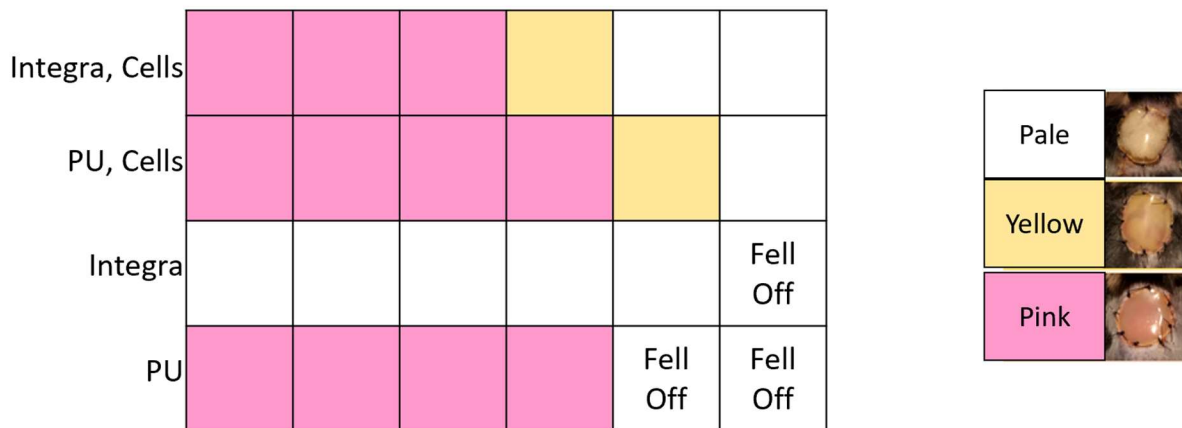 Integra, Cells
PU, Cells
Integra
Fell
Off
PU
Fell
Off
Fell
Off
Pale
Yellow
Pink